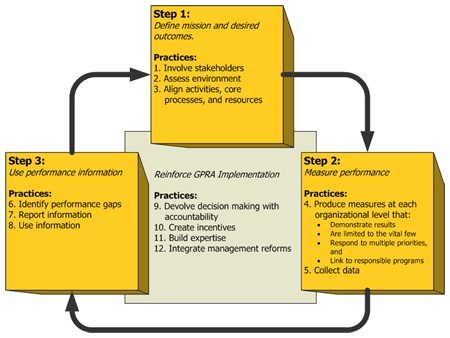 Step 1:
Define mission and desired
outcomes.
Practices:
1. Involve stakeholders
2. Assess environment
3. Align activities, core
processes, and resources
Step 3:
Use performance information
Practices:
6. Identify performance gaps
7. Report information
8. Use information
Reinforce GPRA Implementation
Practices:
9. Devolve decision making with
accountability
10. Create incentives
11. Build expertise
12. Integrate management reforms
Step 2:
Measure performance
Practices:
4. Produce measures at each
organizational level that:
• Demonstrate results
• Are limited to the vital few
• Respond to multiple priorities,
and
• Link to responsible programs
5. Collect data